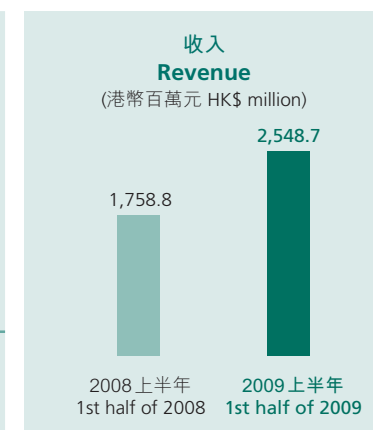 收入
Revenue
(港幣百萬元 HK$ million)
2,548.7
1,758.8
2008上半年 2009上半年
1st half of 2008 1st half of 2009